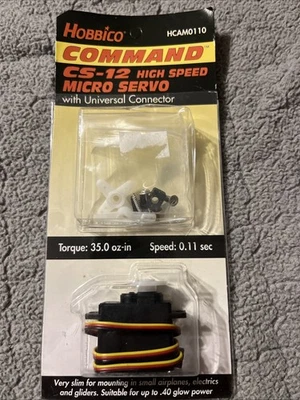 HOBBICO HCAM0110
COMMAND
CS-12 HIGH SPEED
MICRO SERVO
with Universal Connector
Torque: 35.0 oz-in Speed: 0.11 sec
Very slim for mounting in small airplanes, electrics
and gliders. Suitable for up to .40 glow power